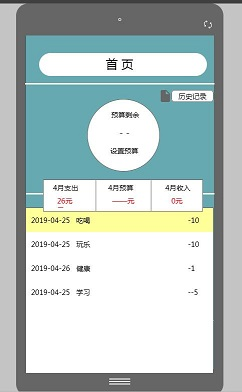 首页
历史记录
预算剩余
- -
设置预算
4月支出 4月预算 4月收入
26元 ——元 0元
2019-04-25 吃喝 -10
2019-04-25 玩乐 -10
2019-04-26 健康 -1
2019-04-25 学习 --5